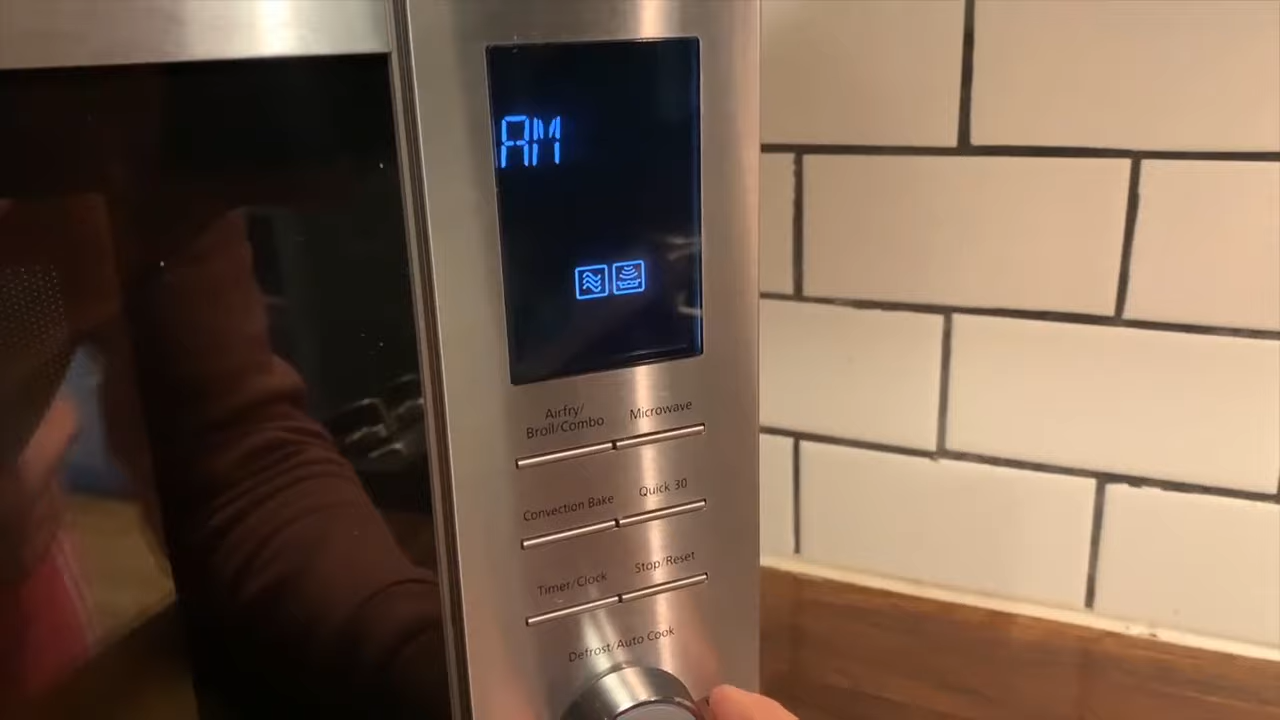 AM
Airfry/
Broil/Combo
Microwave
Convection Bake
Quick 30
Timer/Clock
Stop/Reset
Defrost/Auto Cook